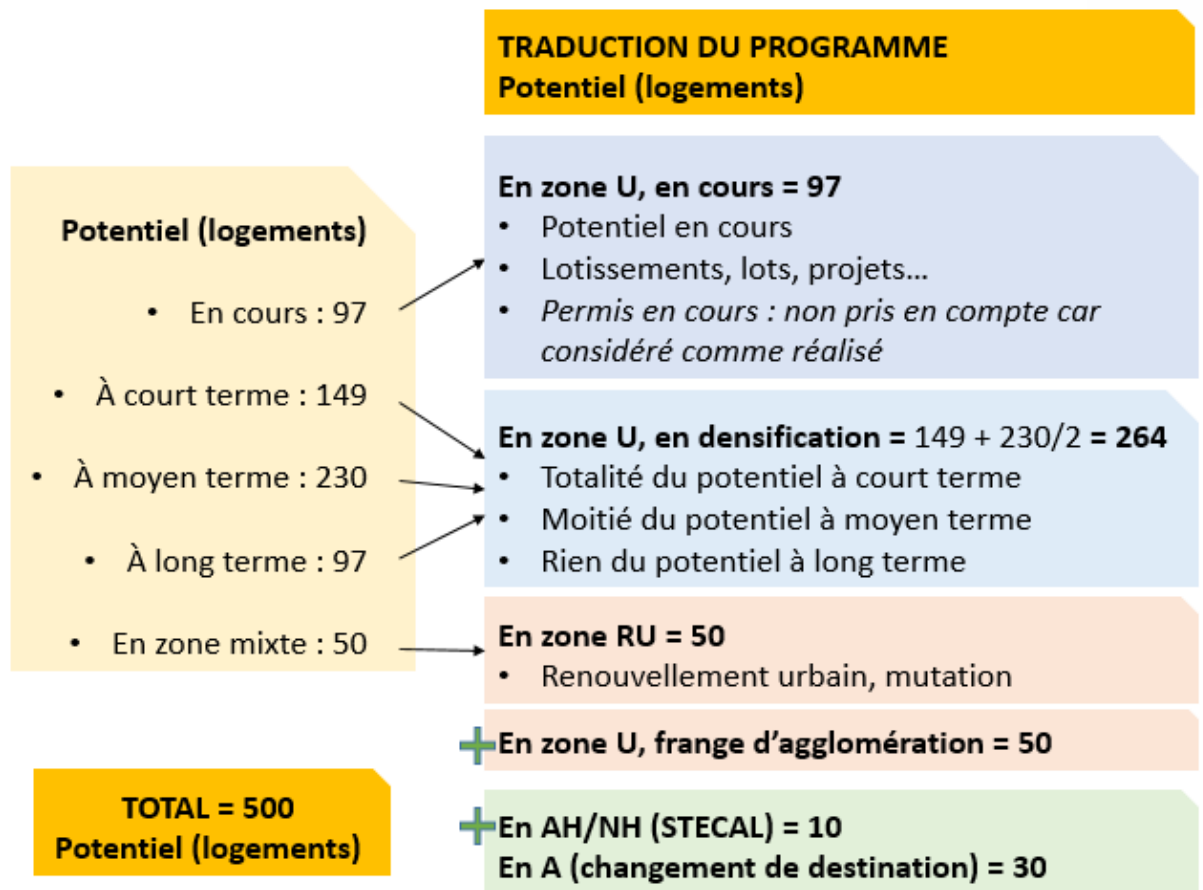 TRADUCTION DU PROGRAMME
Potentiel (logements)
Potentiel (logements)
• En cours : 97
• À court terme : 149
• À moyen terme : 230
• À long terme : 97
• En zone mixte : 50
TOTAL = 500
Potentiel (logements)
En zone U, en cours = 97
• Potentiel en cours
• Lotissements, lots, projets…
• Permis en cours : non pris en compte car
considéré comme réalisé
En zone U, en densification = 149 + 230/2 = 264
• Totalité du potentiel à court terme
• Moitié du potentiel à moyen terme
• Rien du potentiel à long terme
En zone RU = 50
• Renouvellement urbain, mutation
En zone U, frange d’agglomération = 50
En AH/NH (STECAL) = 10
En A (changement de destination) = 30